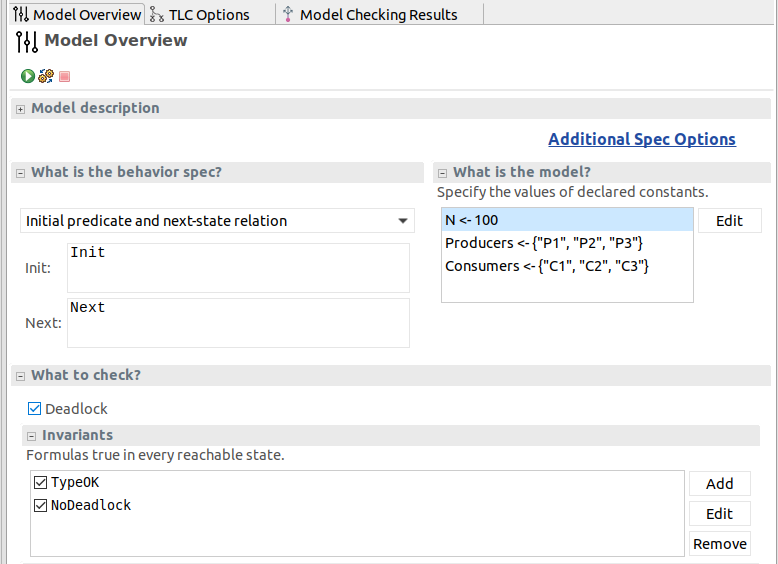 Model Overview TLC Options Model Checking Results
Model Overview
Model description
Additional Spec Options
What is the behavior spec?
Initial predicate and next-state relation
Init:
Init
Next:
Next
What is the model?
Specify the values of declared constants.
N <- 100
Producers <- {"P1", "P2", "P3"}
Consumers <- {"C1", "C2", "C3"}
Edit
What to check?
Deadlock
Invariants
Formulas true in every reachable state.
TypeOK
NoDeadlock
Add
Edit
Remove